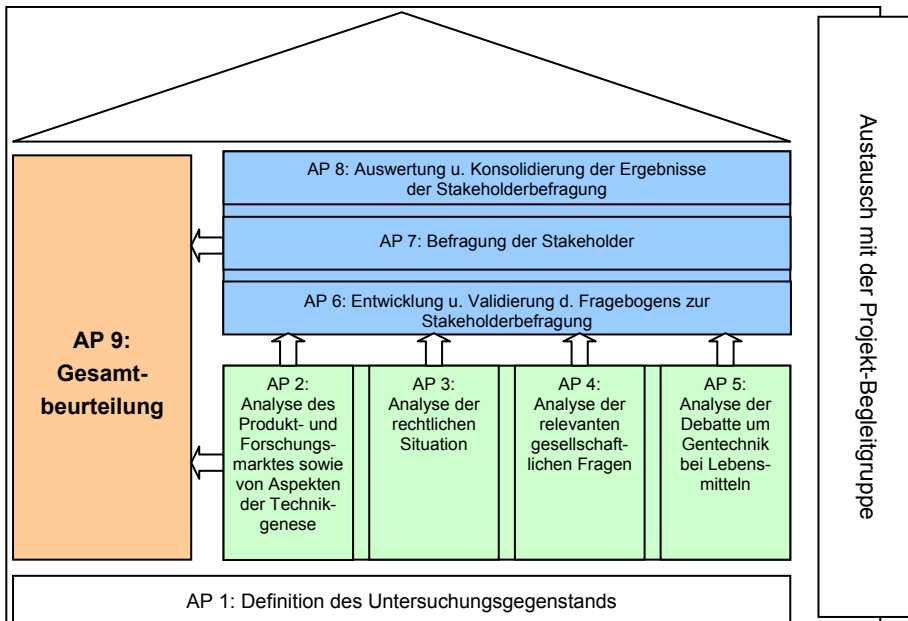 AP 8: Auswertung u. Konsolidierung der Ergebnisse
der Stakeholderbefragung
AP 7: Befragung der Stakeholder
AP 6: Entwicklung u. Validierung d. Fragebogens zur
Stakeholderbefragung
AP 9:
Gesamt-
beurteilung
AP 2:
Analyse des
Produkt- und
Forschungs-
marktes sowie
von Aspekten
der Technik-
genese
AP 3:
Analyse der
rechtlichen
Situation
AP 4:
Analyse der
relevanten
gesellschaft-
lichen Fragen
AP 5:
Analyse der
Debatte um
Gentechnik
bei Lebens-
mitteln
AP 1: Definition des Untersuchungsgegenstands
Austausch mit der Projekt-Begleitgruppe